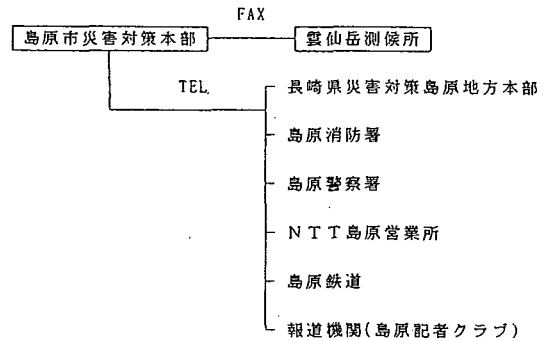 FAX
島原市災害対策本部
雲仙岳測候所
TEL.
長崎県災害対策島原地方本部
島原消防署
島原警察署
NTT島原営業所
島原鉄道
報道機関(島原記者クラブ)